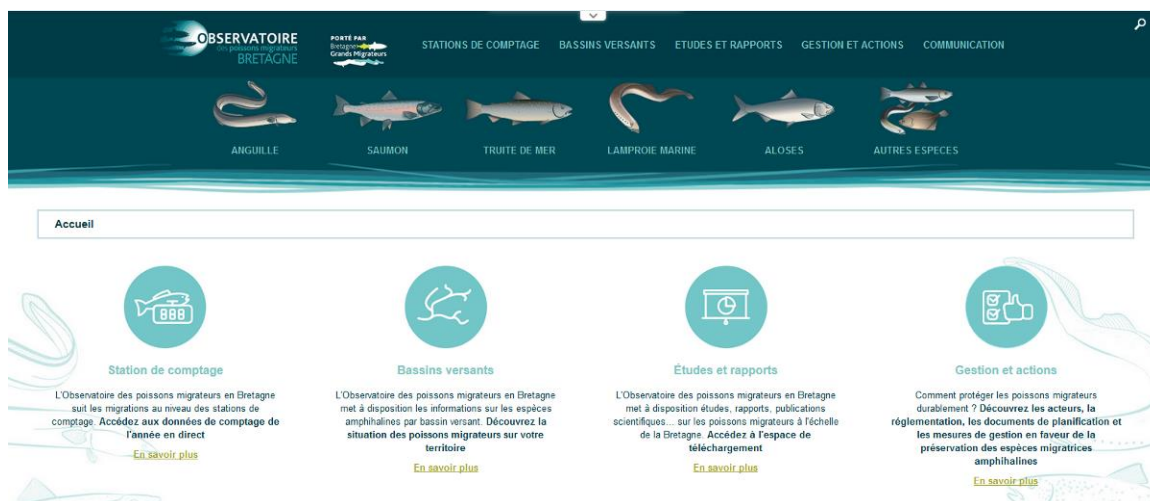 OBSERVATOIRE
des poissons migrateurs
BRETAGNE
PORTÉ PAR
Bretagne
Grands Migrateurs
STATIONS DE COMPTAGE
BASSINS VERSANTS
ETUDES ET RAPPORTS
GESTION ET ACTIONS
COMMUNICATION
ANGUILLE
SAUMON
TRUITE DE MER
LAMPROIE MARINE
ALOSES
AUTRES ESPECES
Accueil
888
Station de comptage
L'Observatoire des poissons migrateurs en Bretagne
suit les migrations au niveau des stations de
comptage. Accédez aux données de comptage de
l'année en direct
En savoir plus
Bassins versants
L'Observatoire des poissons migrateurs en Bretagne
met à disposition les informations sur les espèces
amphihalines par bassin versant. Découvrez la
situation des poissons migrateurs sur votre
territoire
En savoir plus
Études et rapports
L'Observatoire des poissons migrateurs en Bretagne
met à disposition études, rapports, publications
scientifiques... sur les poissons migrateurs à l'échelle
de la Bretagne. Accédez à l'espace de
téléchargement
En savoir plus
Gestion et actions
Comment protéger les poissons migrateurs
durablement ? Découvrez les acteurs, la
réglementation, les documents de planification et
les mesures de gestion en faveur de la
préservation des espèces migratrices
amphihalines
En savoir plus